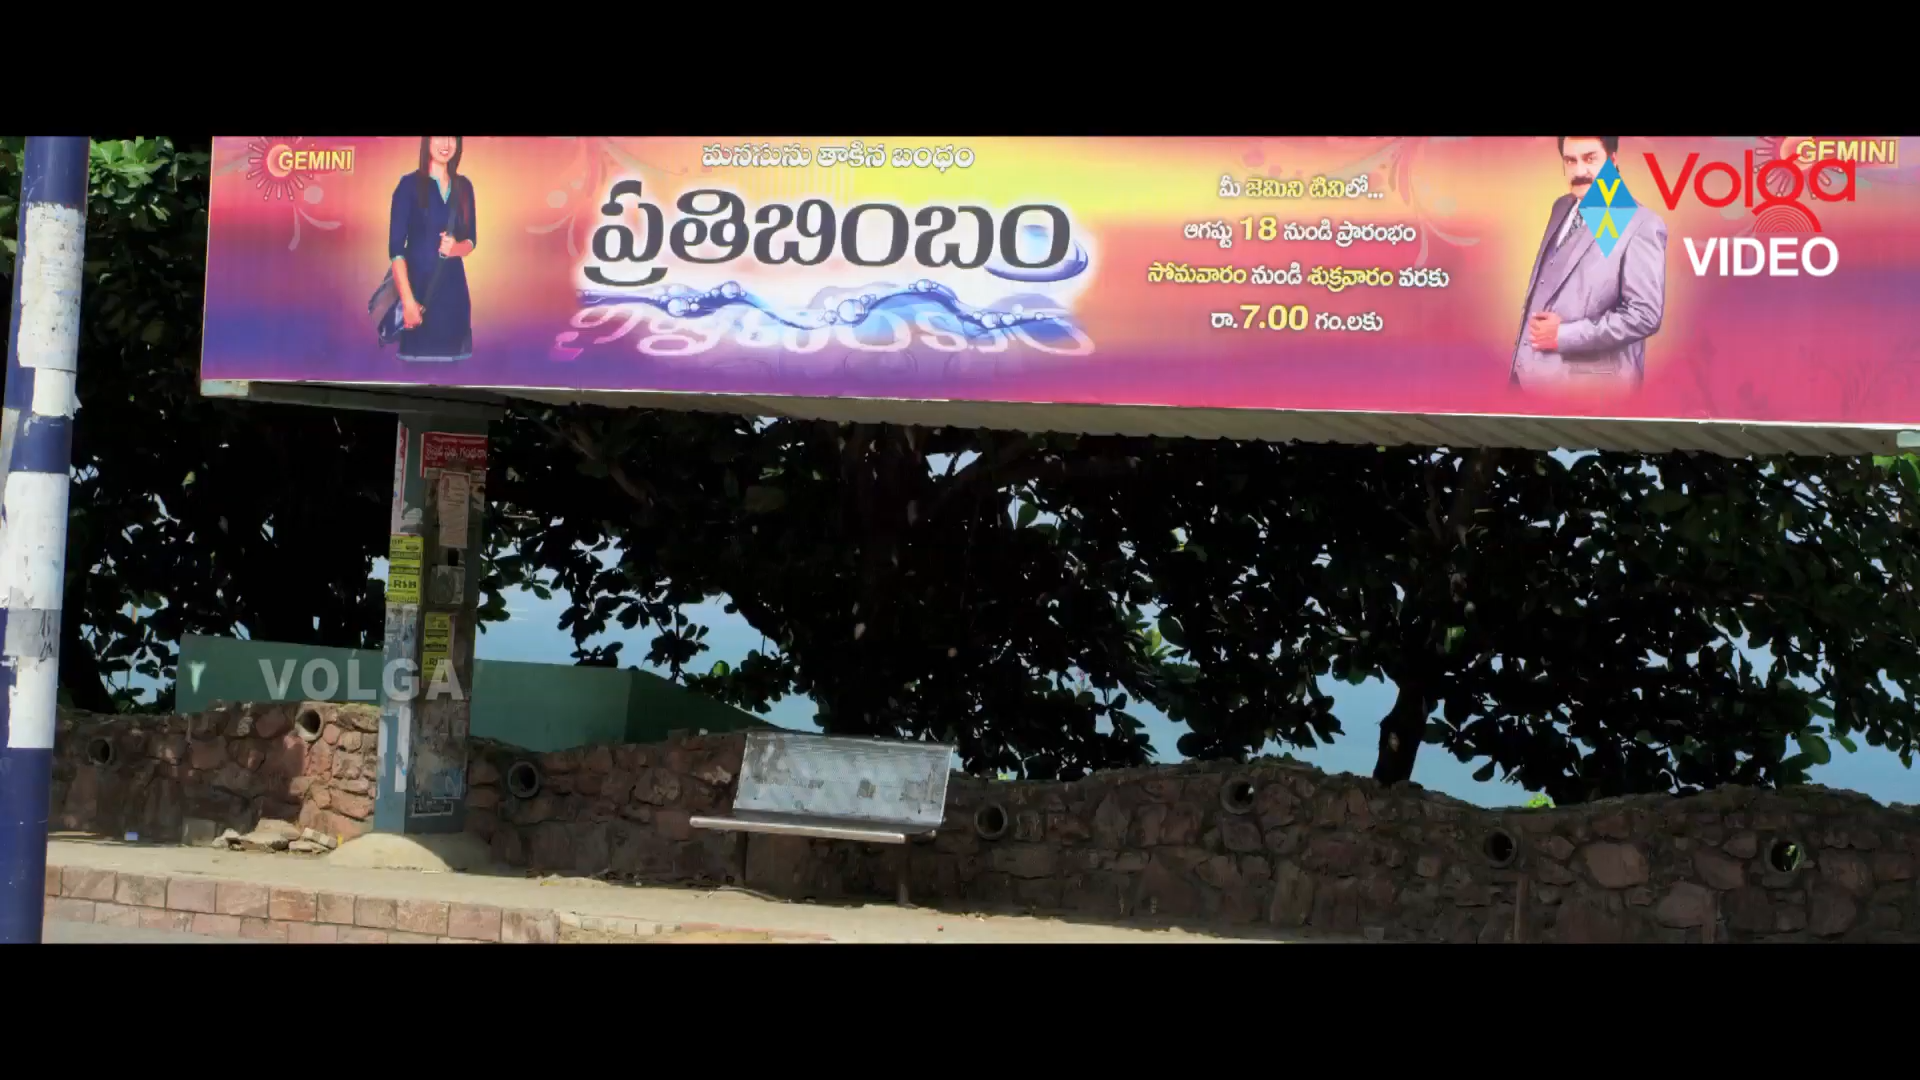 GEMINI
మనసును తాకిన బంధం
ప్రతిబింబం
మీ జెమిని టివిలో...
ఆగష్టు 18 నుండి ప్రారంభం
సోమవారం నుండి శుక్రవారం వరకు
రా.7.00 గం.లకు
GEMINI
Volga
VIDEO
VOLGA